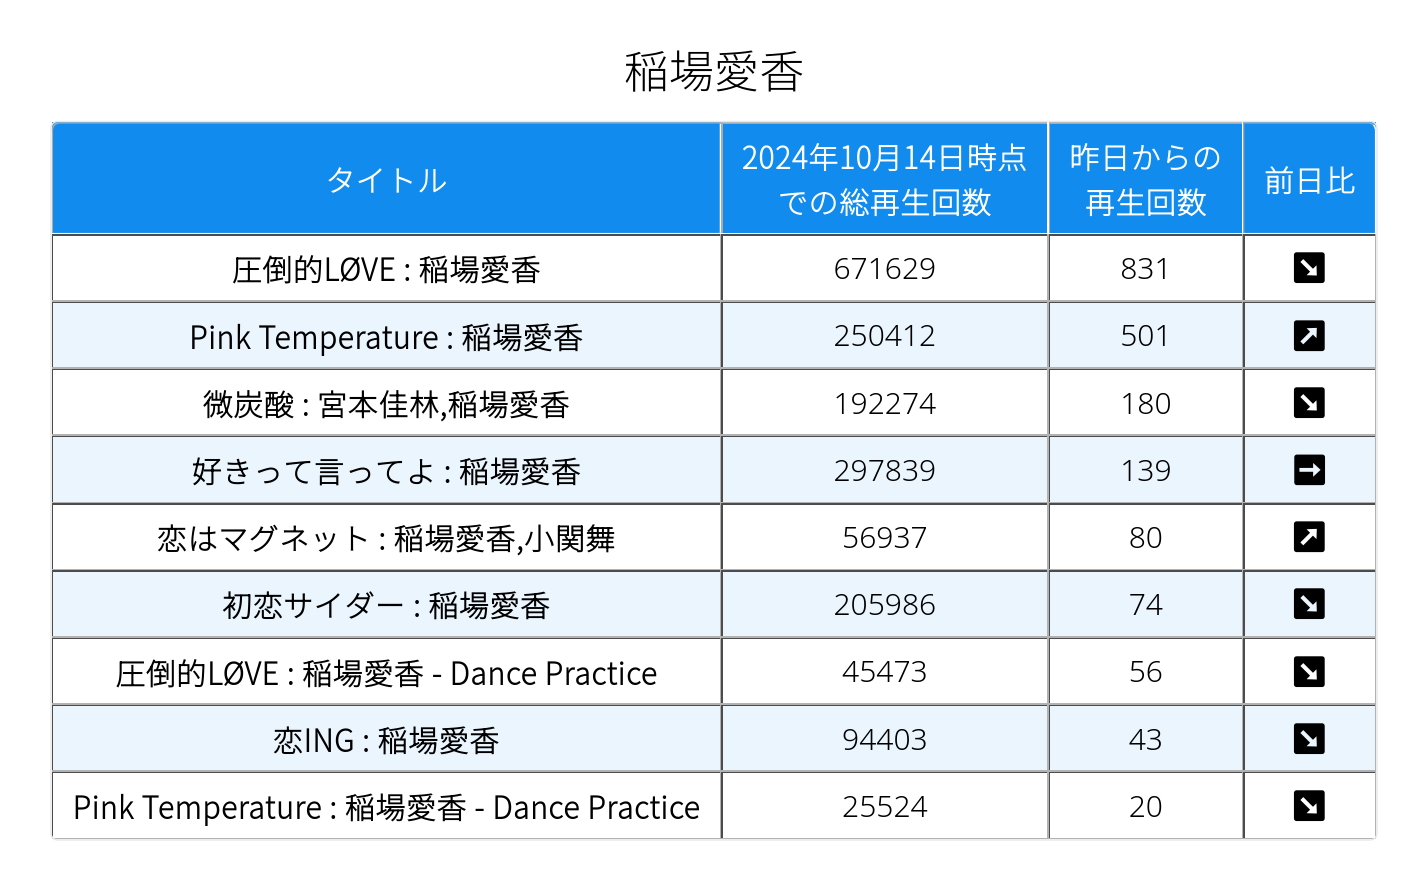 稲場愛香
タイトル
2024年10月14日時点
での総再生回数
昨日からの
再生回数
前日比
圧倒的LØVE : 稲場愛香 671629 831 ↘
Pink Temperature : 稲場愛香 250412 501 ↗
微炭酸 : 宮本佳林,稲場愛香 192274 180 ↘
好きって言ってよ : 稲場愛香 297839 139 →
恋はマグネット : 稲場愛香,小関舞 56937 80 ↗
初恋サイダー : 稲場愛香 205986 74 ↘
圧倒的LØVE : 稲場愛香 - Dance Practice 45473 56 ↘
恋ING : 稲場愛香 94403 43 ↘
Pink Temperature : 稲場愛香 - Dance Practice 25524 20 ↘